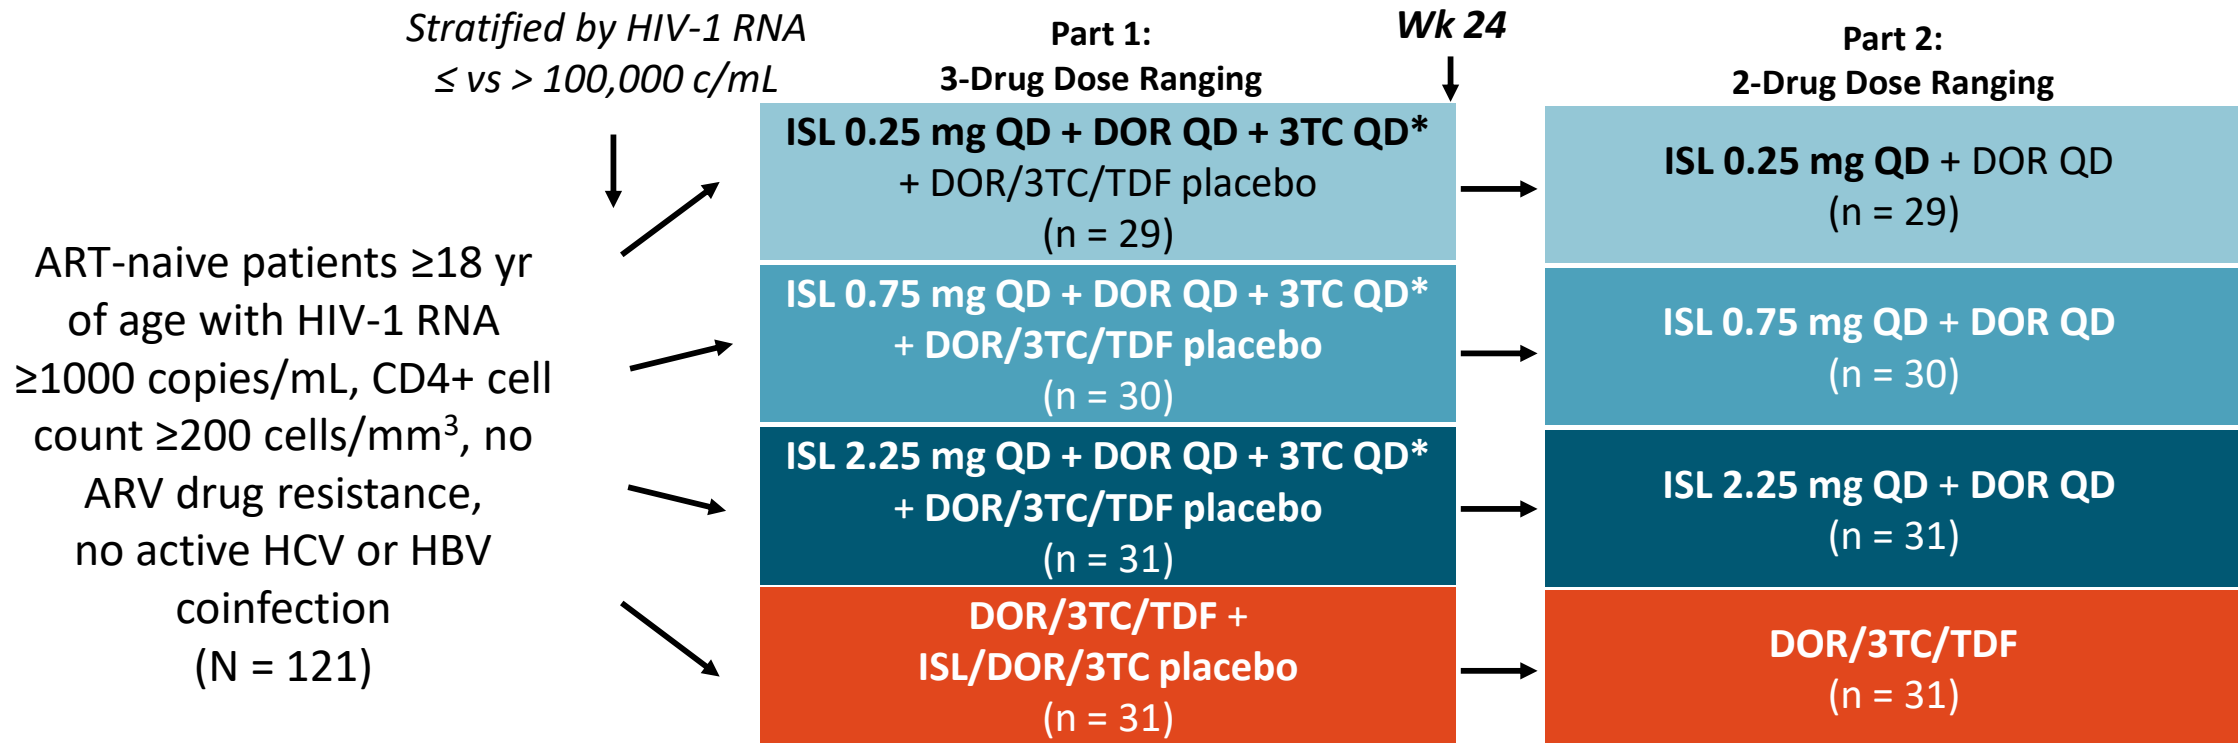 Stratified by HIV-1 RNA
≤ vs > 100,000 c/mL
Part 1:
3-Drug Dose Ranging
Wk 24
Part 2:
2-Drug Dose Ranging
ART-naive patients ≥18 yr
of age with HIV-1 RNA
≥1000 copies/mL, CD4+ cell
count ≥200 cells/mm³, no
ARV drug resistance,
no active HCV or HBV
coinfection
(N = 121)
ISL 0.25 mg QD + DOR QD + 3TC QD*
+ DOR/3TC/TDF placebo
(n = 29)
ISL 0.25 mg QD + DOR QD
(n = 29)
ISL 0.75 mg QD + DOR QD + 3TC QD*
+ DOR/3TC/TDF placebo
(n = 30)
ISL 0.75 mg QD + DOR QD
(n = 30)
ISL 2.25 mg QD + DOR QD + 3TC QD*
+ DOR/3TC/TDF placebo
(n = 31)
ISL 2.25 mg QD + DOR QD
(n = 31)
DOR/3TC/TDF +
ISL/DOR/3TC placebo
(n = 31)
DOR/3TC/TDF
(n = 31)